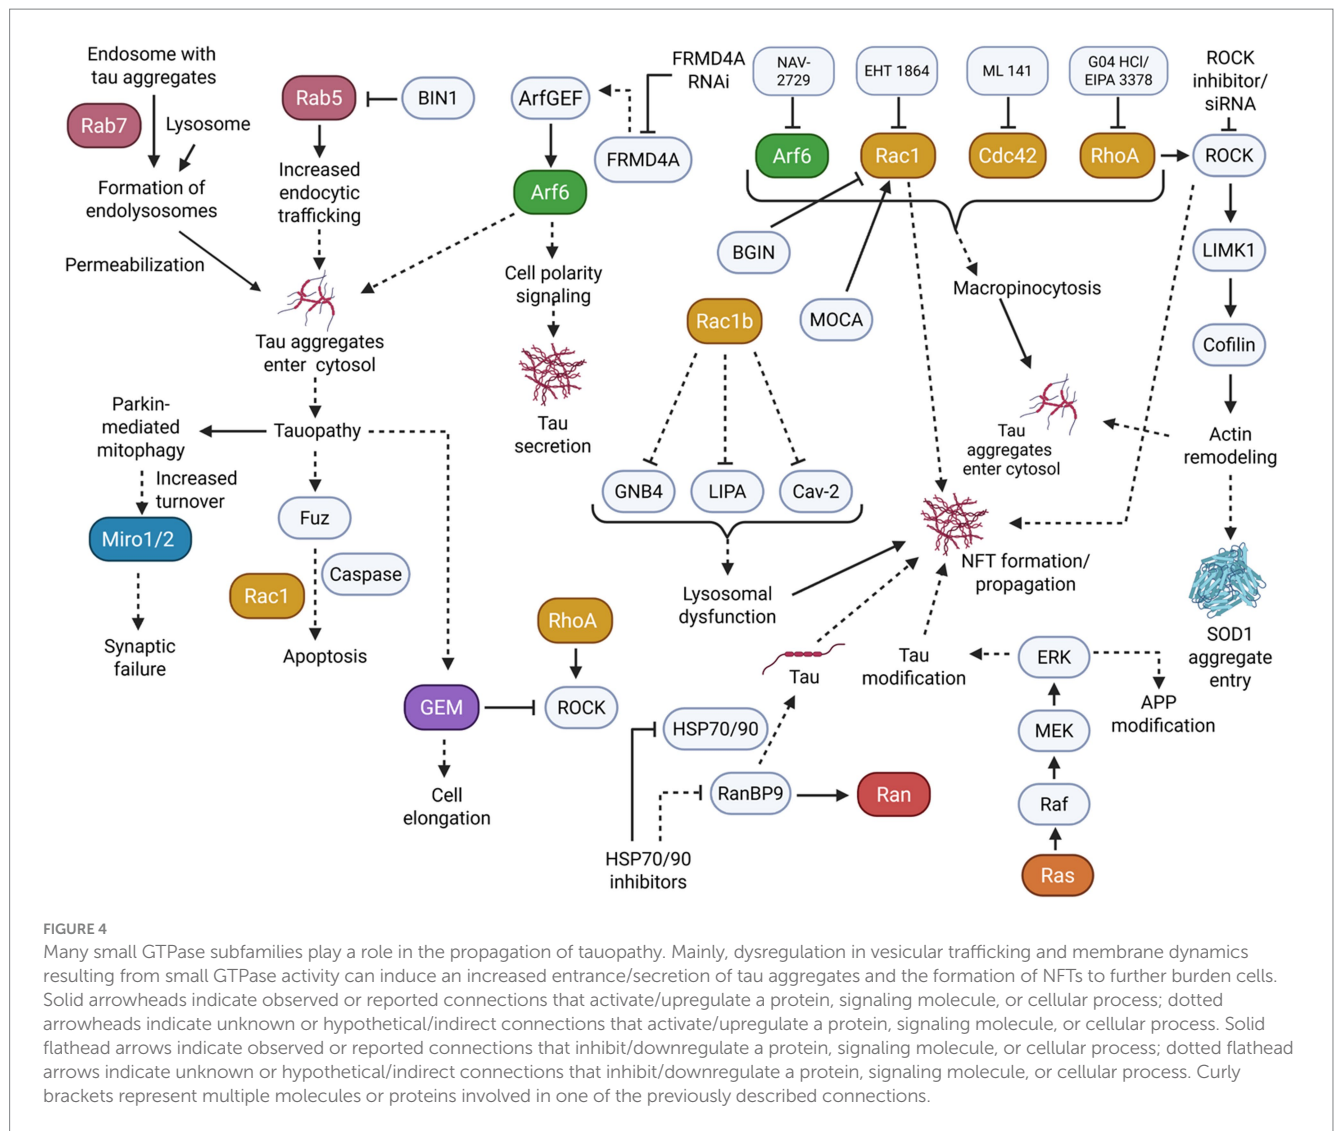 Endosome with
tau aggregates
Rab7
Lysosome
Formation of
endolysosomes
Permeabilization
Rab5
BIN1
Increased
endocytic
trafficking
Tau aggregates
enter cytosol
ArfGEF
FRMD4A
RNAi
FRMD4A
Arf6
Cell polarity
signaling
Tau
secretion
NAV-
2729
EHT 1864
ML 141
G04 HCl/
EIPA 3378
ROCK
inhibitor/
siRNA
Arf6
Rac1
Cdc42
RhoA
ROCK
BGIN
MOCA
Macropinocytosis
LIMK1
Cofilin
Actin
remodeling
Tau
aggregates
enter cytosol
Rac1b
GNB4
LIPA
Cav-2
Lysosomal
dysfunction
NFT formation/
propagation
SOD1
aggregate
entry
Parkin-
mediated
mitophagy
Tauopathy
Increased
turnover
Miro1/2
Synaptic
failure
Fuz
Caspase
Rac1
Apoptosis
RhoA
GEM
ROCK
Cell
elongation
Tau
Tau
modification
ERK
APP
modification
MEK
Raf
Ras
HSP70/90
RanBP9
Ran
HSP70/90
inhibitors
FIGURE 4
Many small GTPase subfamilies play a role in the propagation of tauopathy. Mainly, dysregulation in vesicular trafficking and membrane dynamics
resulting from small GTPase activity can induce an increased entrance/secretion of tau aggregates and the formation of NFTs to further burden cells.
Solid arrowheads indicate observed or reported connections that activate/upregulate a protein, signaling molecule, or cellular process; dotted
arrowheads indicate unknown or hypothetical/indirect connections that activate/upregulate a protein, signaling molecule, or cellular process. Solid
flathead arrows indicate observed or reported connections that inhibit/downregulate a protein, signaling molecule, or cellular process; dotted flathead
arrows indicate unknown or hypothetical/indirect connections that inhibit/downregulate a protein, signaling molecule, or cellular process. Curly
brackets represent multiple molecules or proteins involved in one of the previously described connections.